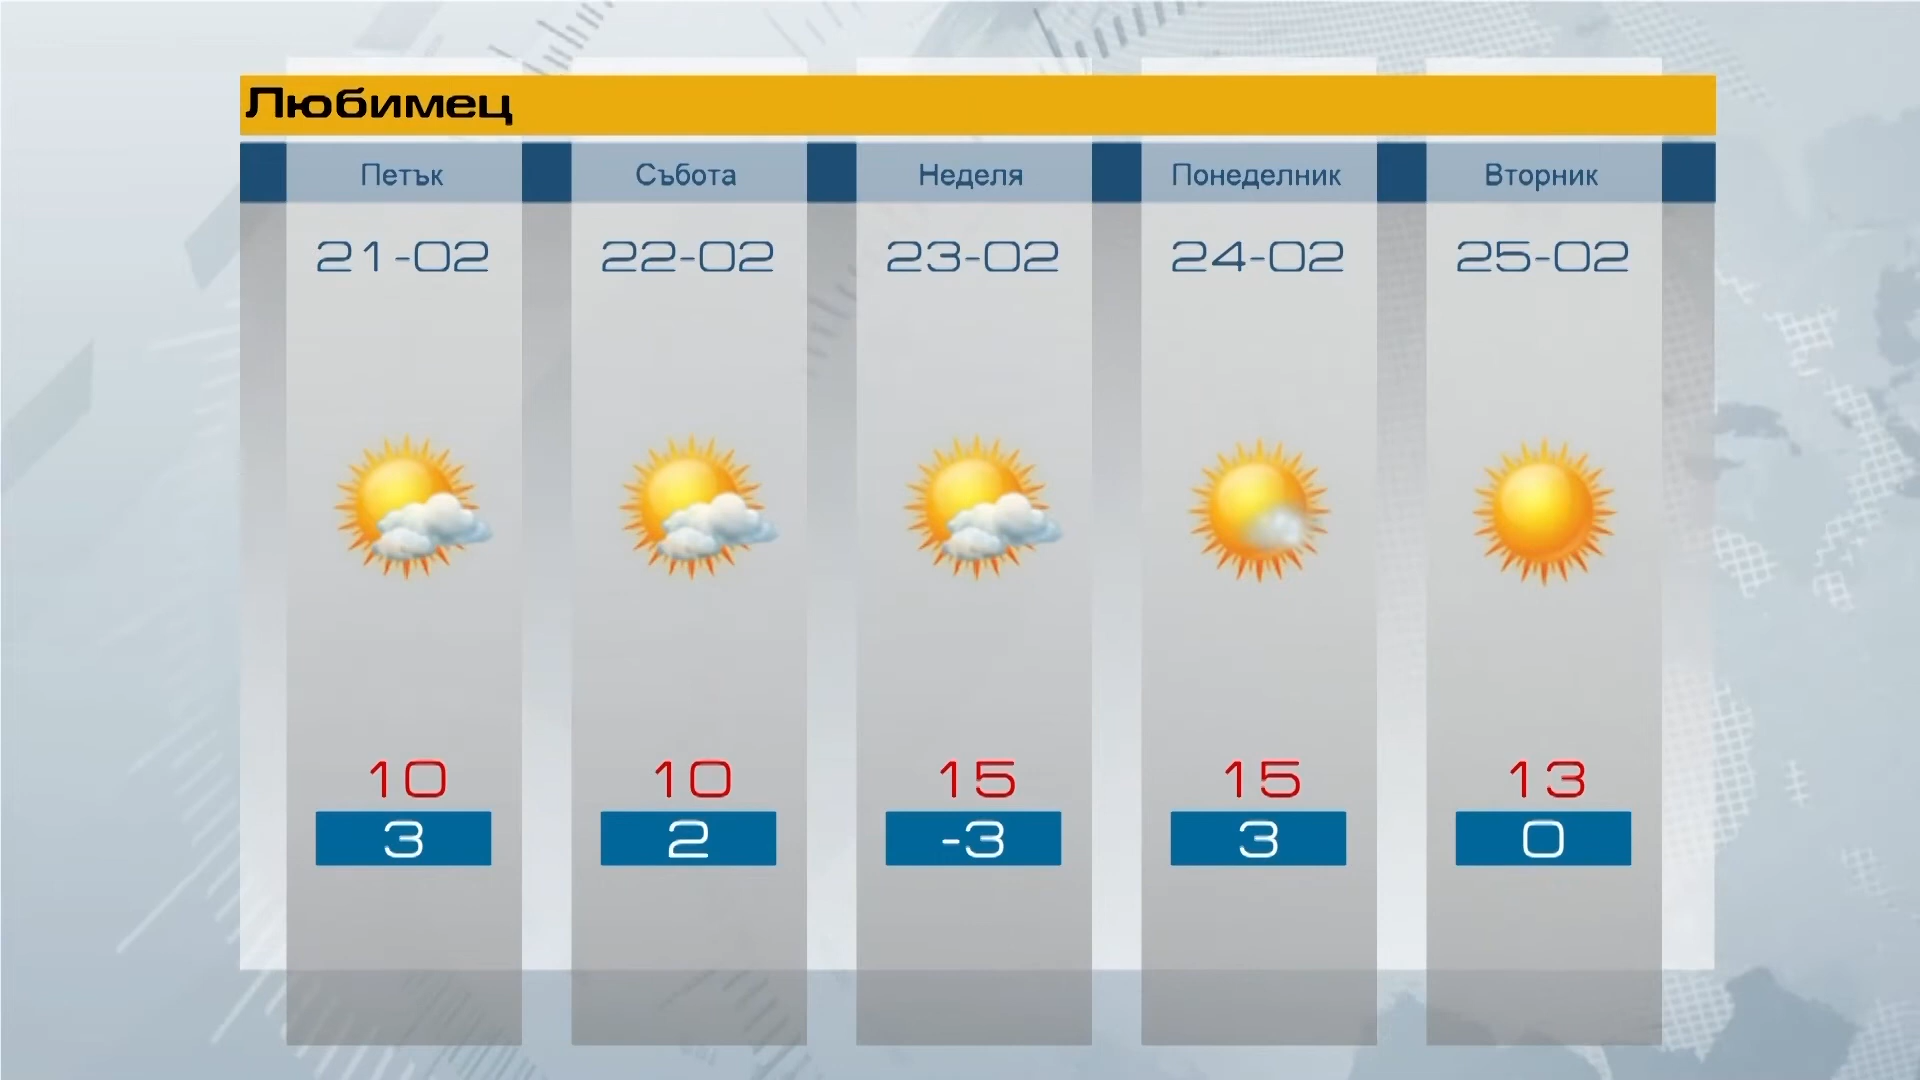 Любимец
Петък Събота Неделя Понеделник Вторник
21-02 22-02 23-02 24-02 25-02
10 10 15 15 13
3 2 -3 3 0